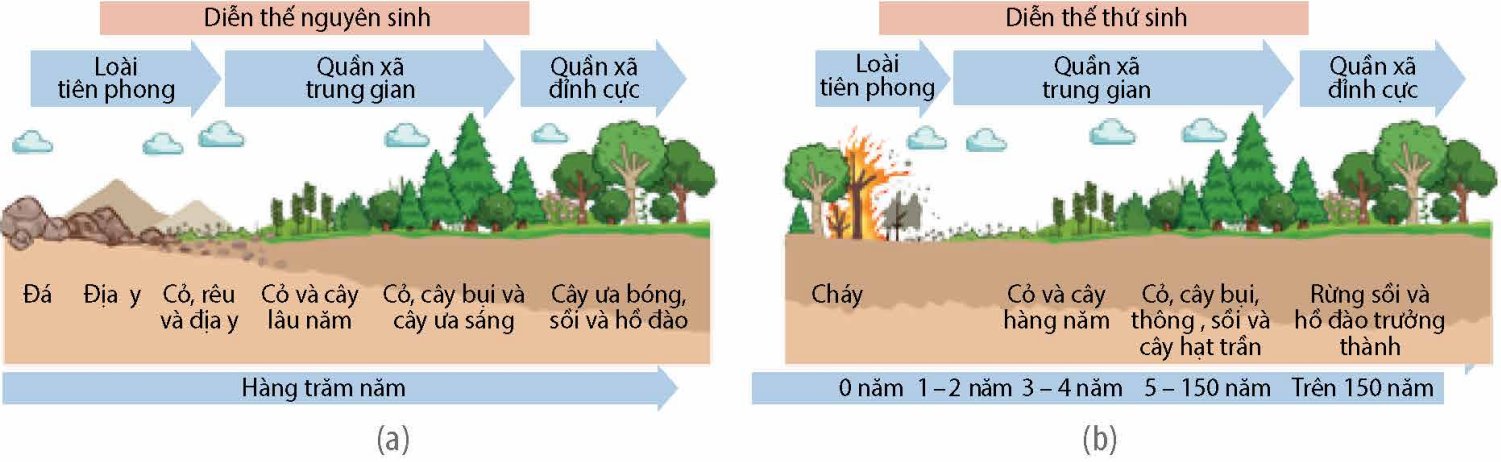 Diễn thế nguyên sinh
Loài
tiên phong
Quần xã
trung gian
Quần xã
đỉnh cực
Đá
Địa y
Cỏ, rêu
và địa y
Cỏ và cây
lâu năm
Cỏ, cây bụi và
cây ưa sáng
Cây ưa bóng,
sồi và hồ đào
Hàng trăm năm
(a)
Diễn thế thứ sinh
Loài
tiên phong
Quần xã
trung gian
Quần xã
đỉnh cực
Cháy
Cỏ và cây
hàng năm
Cỏ, cây bụi,
thông , sồi và
cây hạt trần
Rừng sồi và
hồ đào trưởng
thành
0 năm
1 – 2 năm
3 – 4 năm
5 – 150 năm
Trên 150 năm
(b)